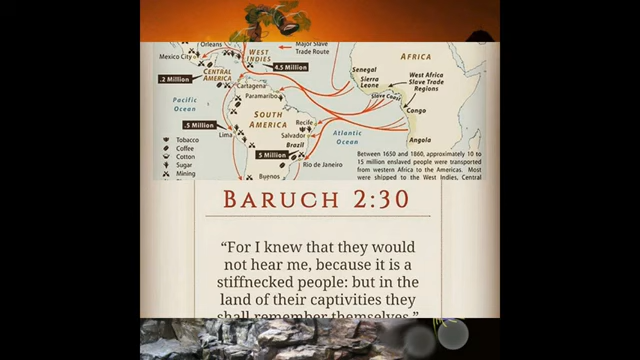 Orleans
Major Slave
Trade Route
Mexico City
WEST
INDIES
4.5 Million
AFRICA
.2 Million
CENTRAL
AMERICA
Cartagena
Paramaribo
Senegal
Sierra
Leone
West Africa
Slave Trade
Regions
Slave Coast
Congo
Pacific
Ocean
.5 Million
Lima
SOUTH
AMERICA
Recife
Salvador
Brazil
Atlantic
Ocean
Angola
5 Million
Rio de Janeiro
Buenos
Tobacco
Coffee
Cotton
Sugar
Mining
Between 1650 and 1860, approximately 10 to
15 million enslaved people were transported
from western Africa to the Americas. Most
were shipped to the West Indies, Central
BARUCH 2:30
“For I knew that they would
not hear me, because it is a
stiffnecked people: but in the
land of their captivities they
shall remember themselves.”